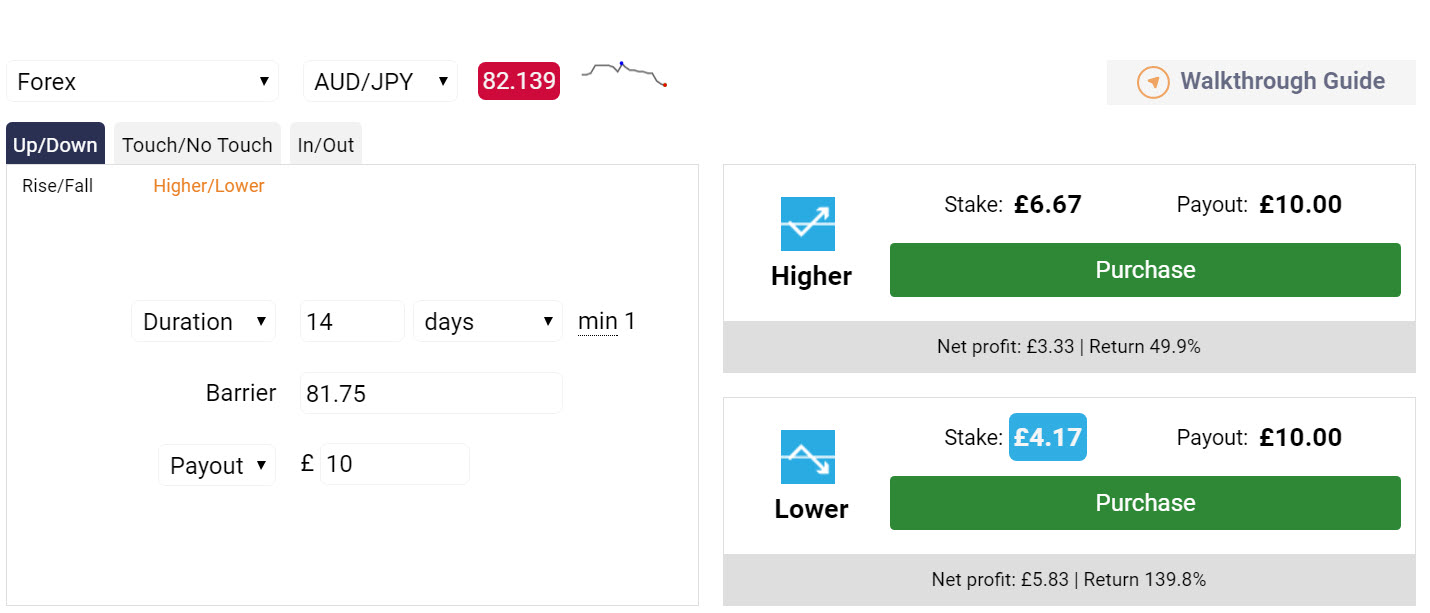 Forex AUD/JPY 82.139 Walkthrough Guide
Up/Down Touch/No Touch In/Out
Rise/Fall Higher/Lower
Duration 14 days min 1
Barrier 81.75
Payout £ 10
Higher
Stake: £6.67 Payout: £10.00
Purchase
Net profit: £3.33 | Return 49.9%
Lower
Stake: £4.17 Payout: £10.00
Purchase
Net profit: £5.83 | Return 139.8%